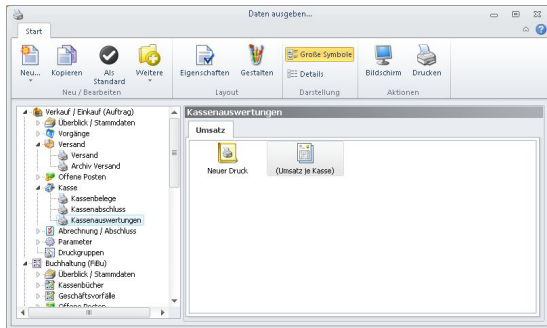 Daten ausgeben...
Start
Neu...
Kopieren
Als
Standard
Weitere
Eigenschaften
Gestalten
Große Symbole
Details
Bildschirm
Drucken
Neu / Bearbeiten
Layout
Darstellung
Aktionen
Verkauf / Einkauf (Auftrag)
Überblick / Stammdaten
Vorgänge
Versand
Versand
Archiv Versand
Offene Posten
Kasse
Kassenbelege
Kassenabschluss
Kassenauswertungen
Abrechnung / Abschluss
Parameter
Druckgruppen
Buchhaltung (FiBu)
Überblick / Stammdaten
Kassenbücher
Geschäftsvorfälle
Offene Posten
Kassenauswertungen
Umsatz
Neuer Druck
(Umsatz je Kasse)